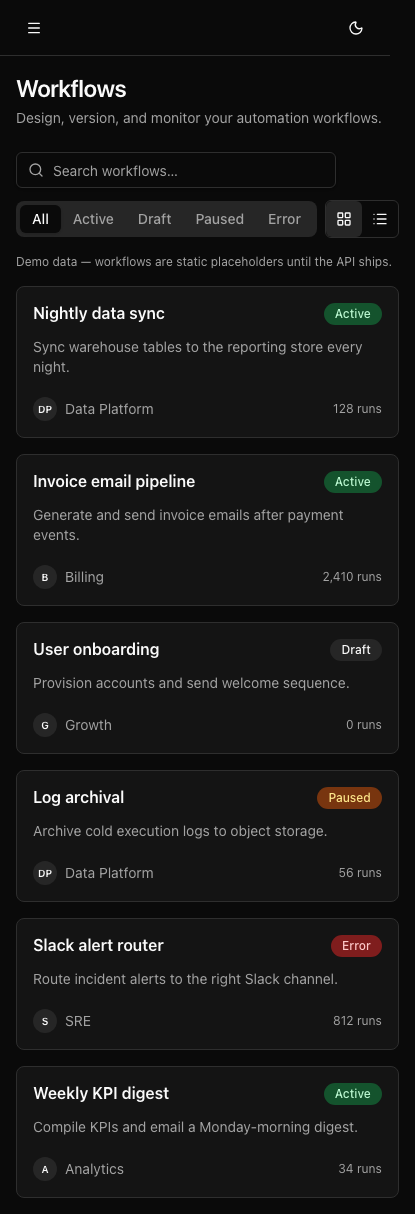 Workflows
Design, version, and monitor your automation workflows.
Search workflows...
All Active Draft Paused Error
Demo data — workflows are static placeholders until the API ships.
Nightly data sync Active
Sync warehouse tables to the reporting store every
night.
DP Data Platform 128 runs
Invoice email pipeline Active
Generate and send invoice emails after payment
events.
B Billing 2,410 runs
User onboarding Draft
Provision accounts and send welcome sequence.
G Growth 0 runs
Log archival Paused
Archive cold execution logs to object storage.
DP Data Platform 56 runs
Slack alert router Error
Route incident alerts to the right Slack channel.
S SRE 812 runs
Weekly KPI digest Active
Compile KPIs and email a Monday-morning digest.
A Analytics 34 runs